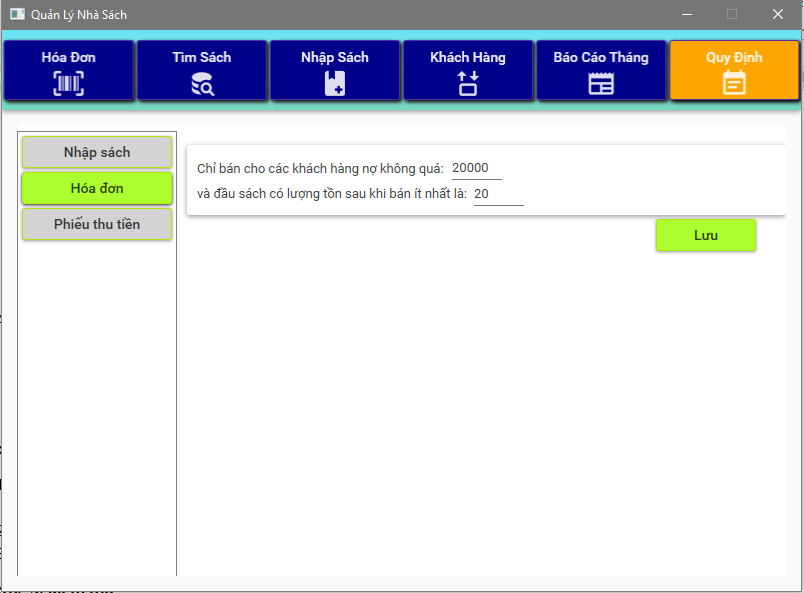 Quản Lý Nhà Sách
Hóa Đơn
Tìm Sách
Nhập Sách
Khách Hàng
Báo Cáo Tháng
Quy Định
Nhập sách
Hóa đơn
Phiếu thu tiền
Chỉ bán cho các khách hàng nợ không quá: 20000
và đầu sách có lượng tồn sau khi bán ít nhất là: 20
Lưu